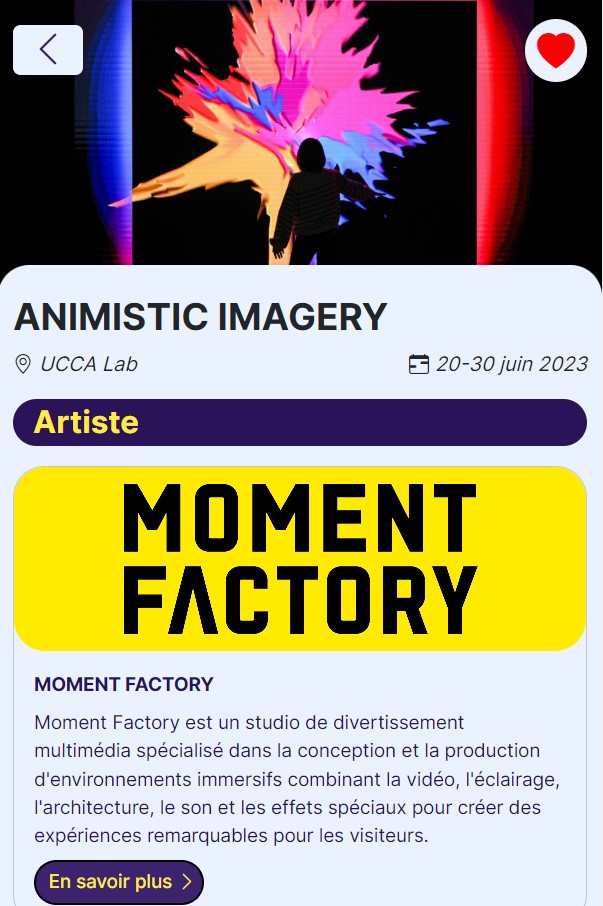 ANIMISTIC IMAGERY
UCCA Lab
20-30 juin 2023
Artiste
MOMENT
FACTORY
MOMENT FACTORY
Moment Factory est un studio de divertissement
multimédia spécialisé dans la conception et la production
d'environnements immersifs combinant la vidéo, l'éclairage,
l'architecture, le son et les effets spéciaux pour créer des
expériences remarquables pour les visiteurs.
En savoir plus